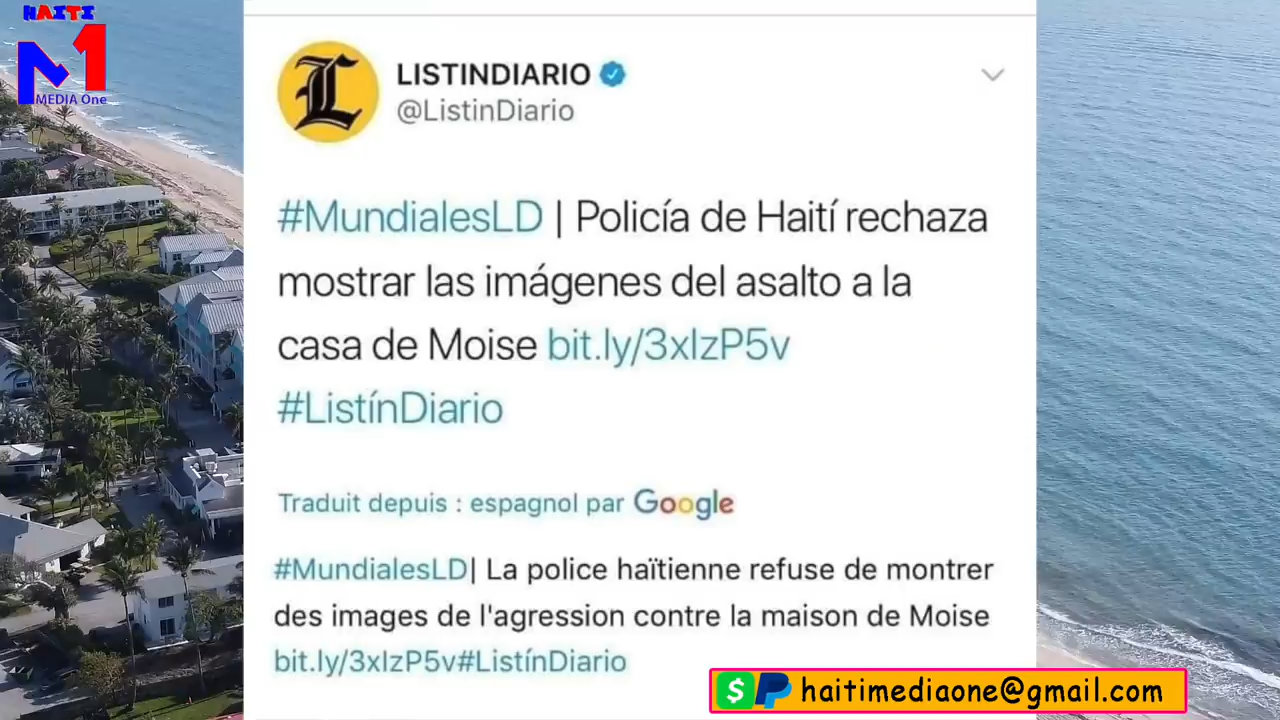 HAITI
M1
MEDIA One
L
LISTINDIARIO
@ListinDiario
#MundialesLD | Policía de Haití rechaza
mostrar las imágenes del asalto a la
casa de Moise bit.ly/3xIzP5v
#ListínDiario
Traduit depuis : espagnol par Google
#MundialesLD| La police haïtienne refuse de montrer
des images de l'agression contre la maison de Moise
bit.ly/3xIzP5v#ListínDiario
$ P haitimediaone@gmail.com